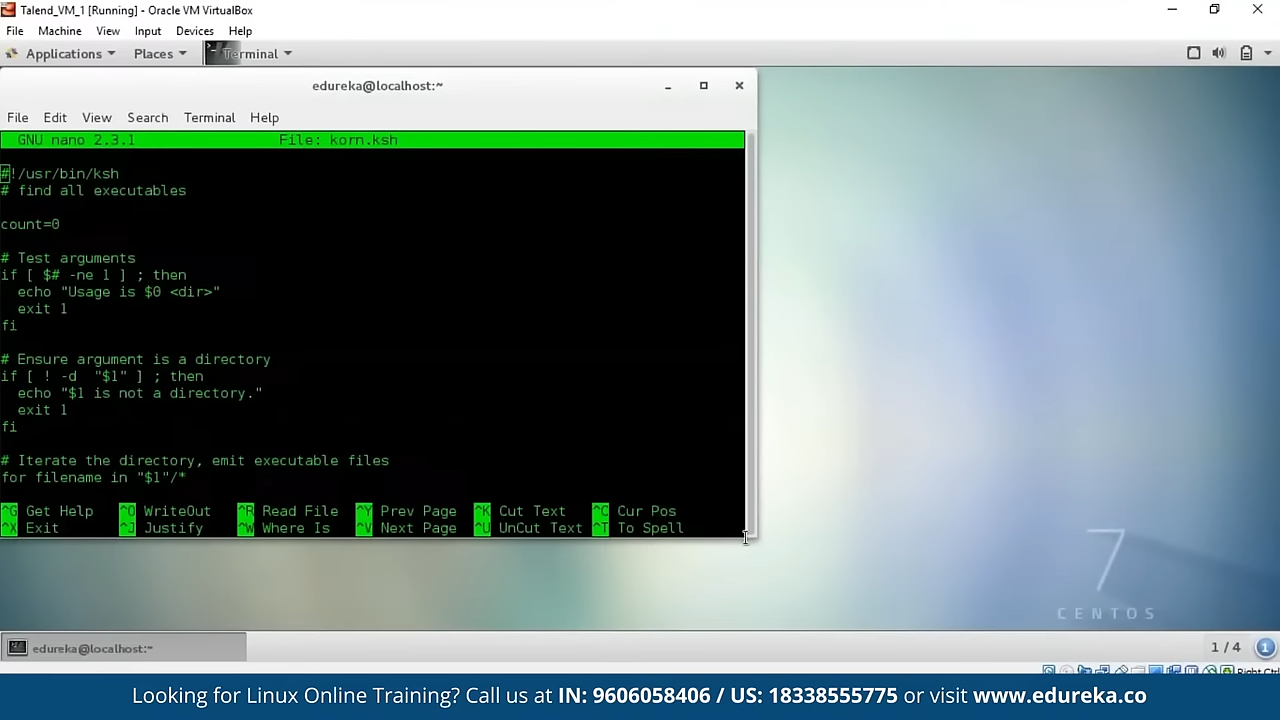 Talend_VM_1 [Running] - Oracle VM VirtualBox
File Machine View Input Devices Help
Applications Places Terminal
edureka@localhost:~
File Edit View Search Terminal Help
GNU nano 2.3.1 File: korn.ksh
#!/usr/bin/ksh
# find all executables
count=0
# Test arguments
if [ $# -ne 1 ] ; then
echo "Usage is $0 <dir>"
exit 1
fi
# Ensure argument is a directory
if [ ! -d "$1" ] ; then
echo "$1 is not a directory."
exit 1
fi
# Iterate the directory, emit executable files
for filename in "$1"/*
^G Get Help ^O WriteOut ^R Read File ^Y Prev Page ^K Cut Text ^C Cur Pos
^X Exit ^J Justify ^W Where Is ^V Next Page ^U UnCut Text ^T To Spell
7
CENTOS
edureka@localhost:~ 1 / 4 1
Right Ctrl
Looking for Linux Online Training? Call us at IN: 9606058406 / US: 18338555775 or visit www.edureka.co